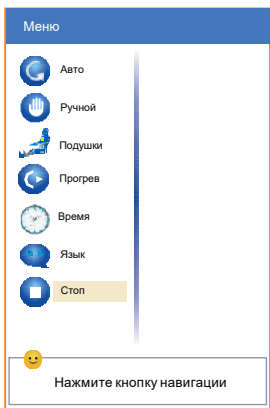 Меню
Авто
Ручной
Подушки
Прогрев
Время
Язык
Стоп
Нажмите кнопку навигации